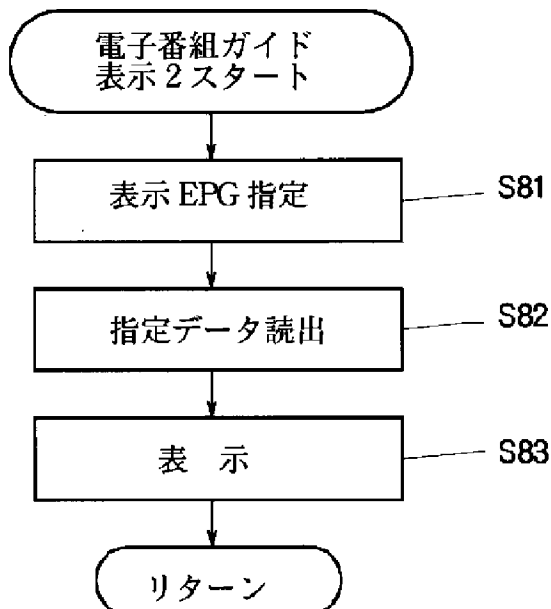 電子番組ガイド
表示2スタート
表示EPG指定
S81
指定データ読出
S82
表 示
S83
リターン